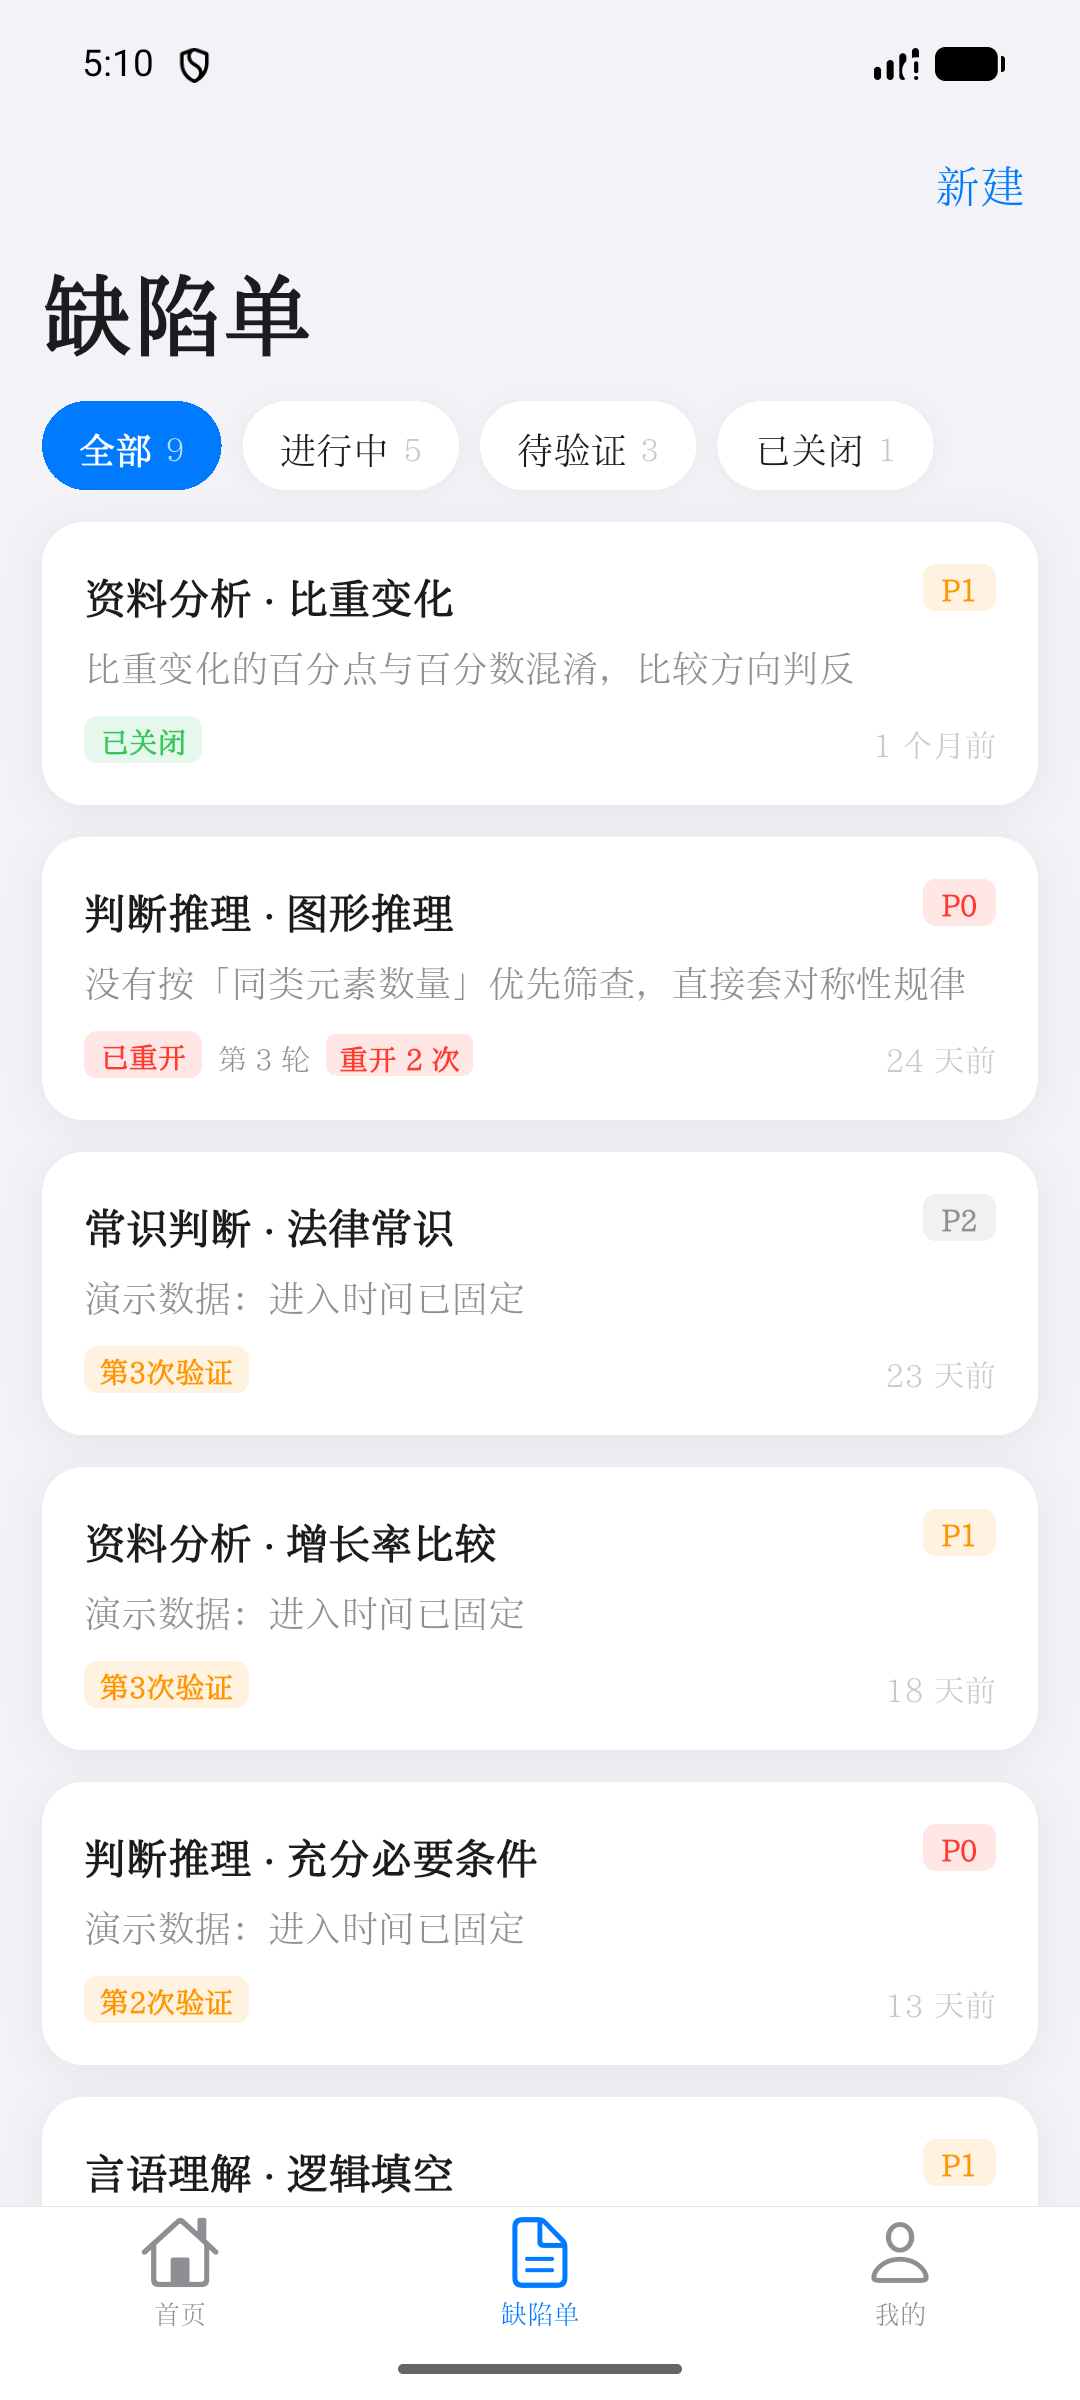 5:10
新建
缺陷单
全部 9 进行中 5 待验证 3 已关闭 1
资料分析 · 比重变化 P1
比重变化的百分点与百分数混淆，比较方向判反
已关闭 1 个月前
判断推理 · 图形推理 P0
没有按「同类元素数量」优先筛查，直接套对称性规律
已重开 第 3 轮 重开 2 次 24 天前
常识判断 · 法律常识 P2
演示数据：进入时间已固定
第3次验证 23 天前
资料分析 · 增长率比较 P1
演示数据：进入时间已固定
第3次验证 18 天前
判断推理 · 充分必要条件 P0
演示数据：进入时间已固定
第2次验证 13 天前
言语理解 · 逻辑填空 P1
首页 缺陷单 我的